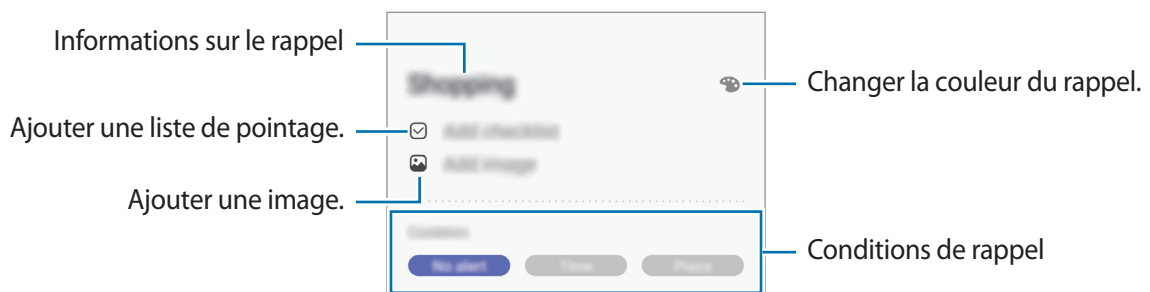 Informations sur le rappel
Shopping
Changer la couleur du rappel.
Ajouter une liste de pointage.
Add checklist
Ajouter une image.
Add image
Condition
Conditions de rappel
No alert
Time
Place